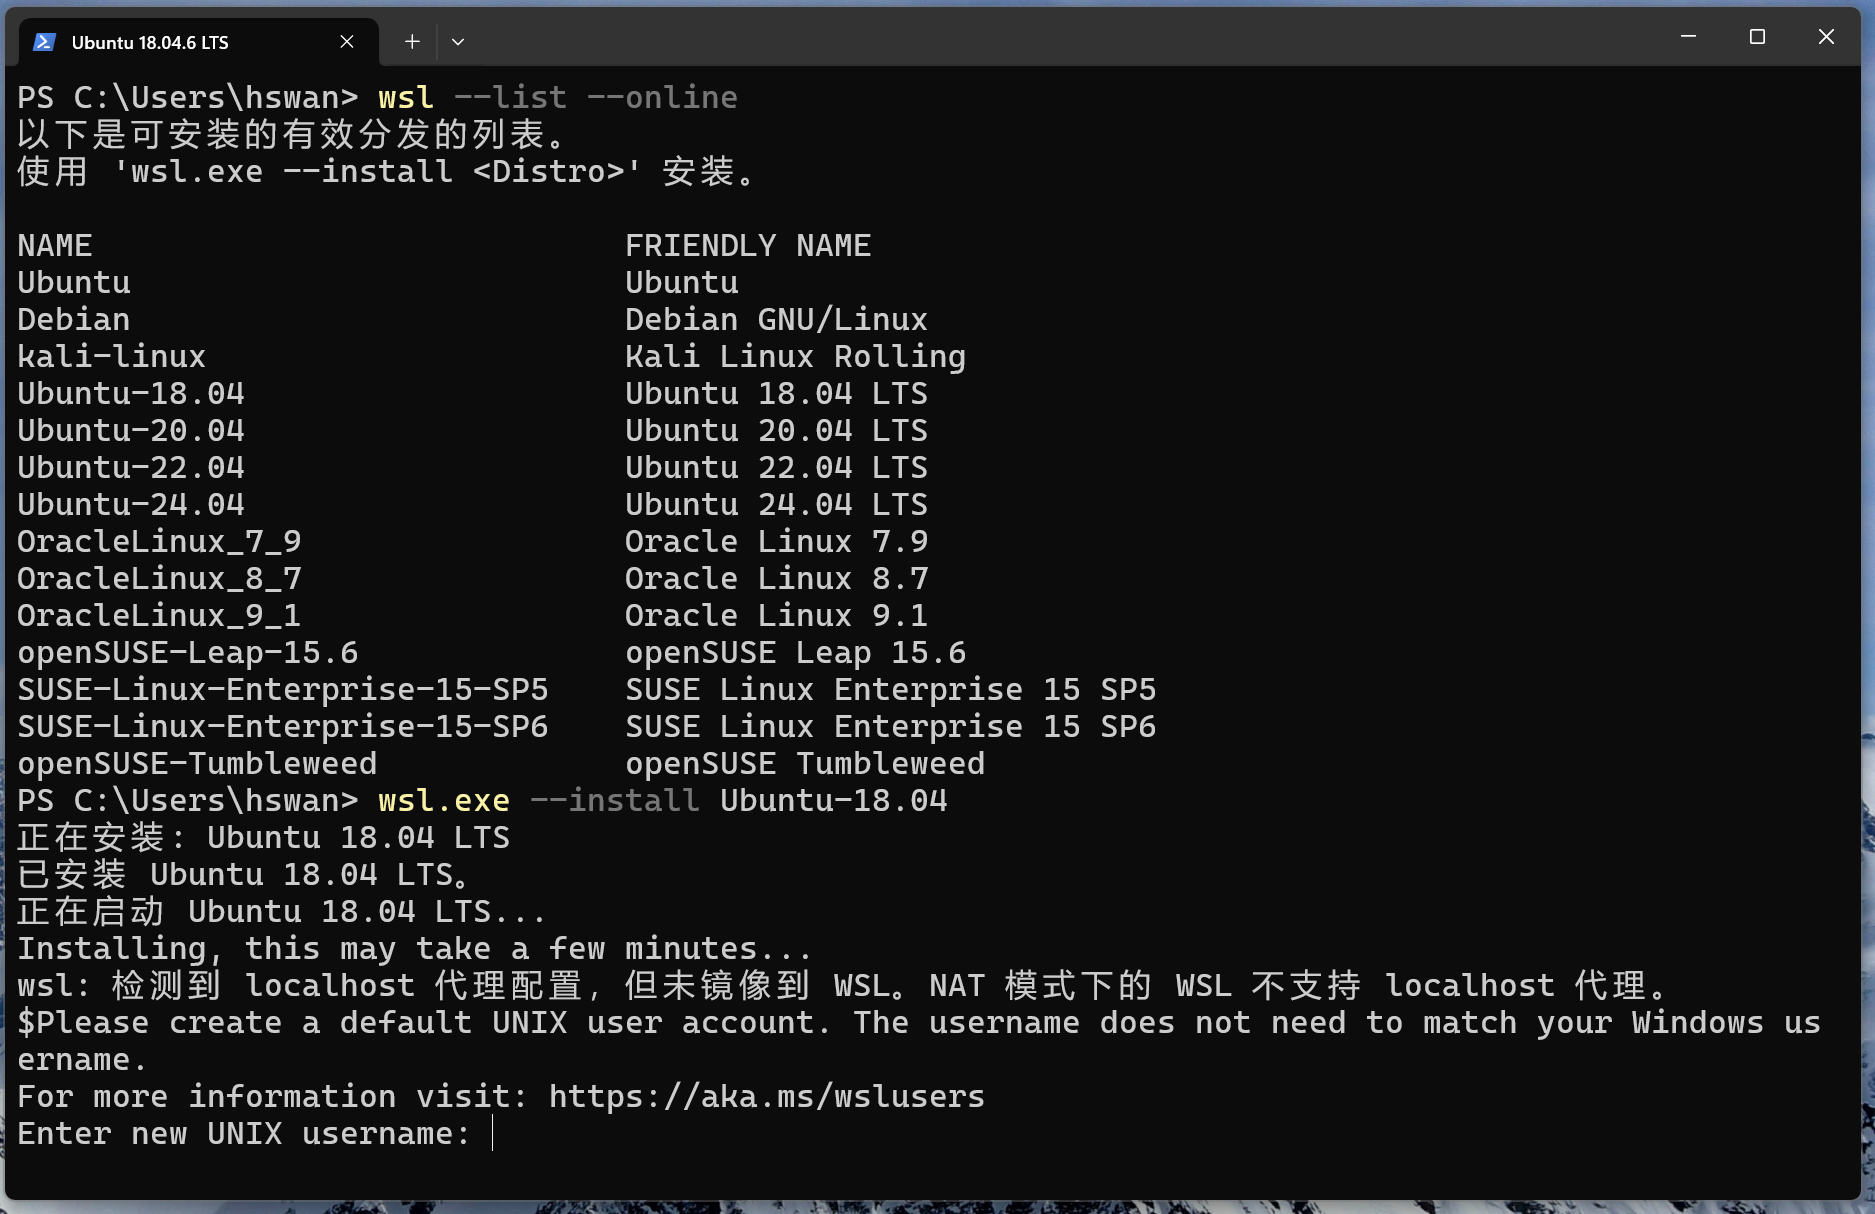 Ubuntu 18.04.6 LTS
PS C:\Users\hswan> wsl --list --online
以下是可安装的有效分发的列表。
使用 'wsl.exe --install <Distro>' 安装。
NAME FRIENDLY NAME
Ubuntu Ubuntu
Debian Debian GNU/Linux
kali-linux Kali Linux Rolling
Ubuntu-18.04 Ubuntu 18.04 LTS
Ubuntu-20.04 Ubuntu 20.04 LTS
Ubuntu-22.04 Ubuntu 22.04 LTS
Ubuntu-24.04 Ubuntu 24.04 LTS
OracleLinux_7_9 Oracle Linux 7.9
OracleLinux_8_7 Oracle Linux 8.7
OracleLinux_9_1 Oracle Linux 9.1
openSUSE-Leap-15.6 openSUSE Leap 15.6
SUSE-Linux-Enterprise-15-SP5 SUSE Linux Enterprise 15 SP5
SUSE-Linux-Enterprise-15-SP6 SUSE Linux Enterprise 15 SP6
openSUSE-Tumbleweed openSUSE Tumbleweed
PS C:\Users\hswan> wsl.exe --install Ubuntu-18.04
正在安装: Ubuntu 18.04 LTS
已安装 Ubuntu 18.04 LTS。
正在启动 Ubuntu 18.04 LTS...
Installing, this may take a few minutes...
wsl: 检测到 localhost 代理配置，但未镜像到 WSL。NAT 模式下的 WSL 不支持 localhost 代理。
$Please create a default UNIX user account. The username does not need to match your Windows us
ername.
For more information visit: https://aka.ms/wslusers
Enter new UNIX username: